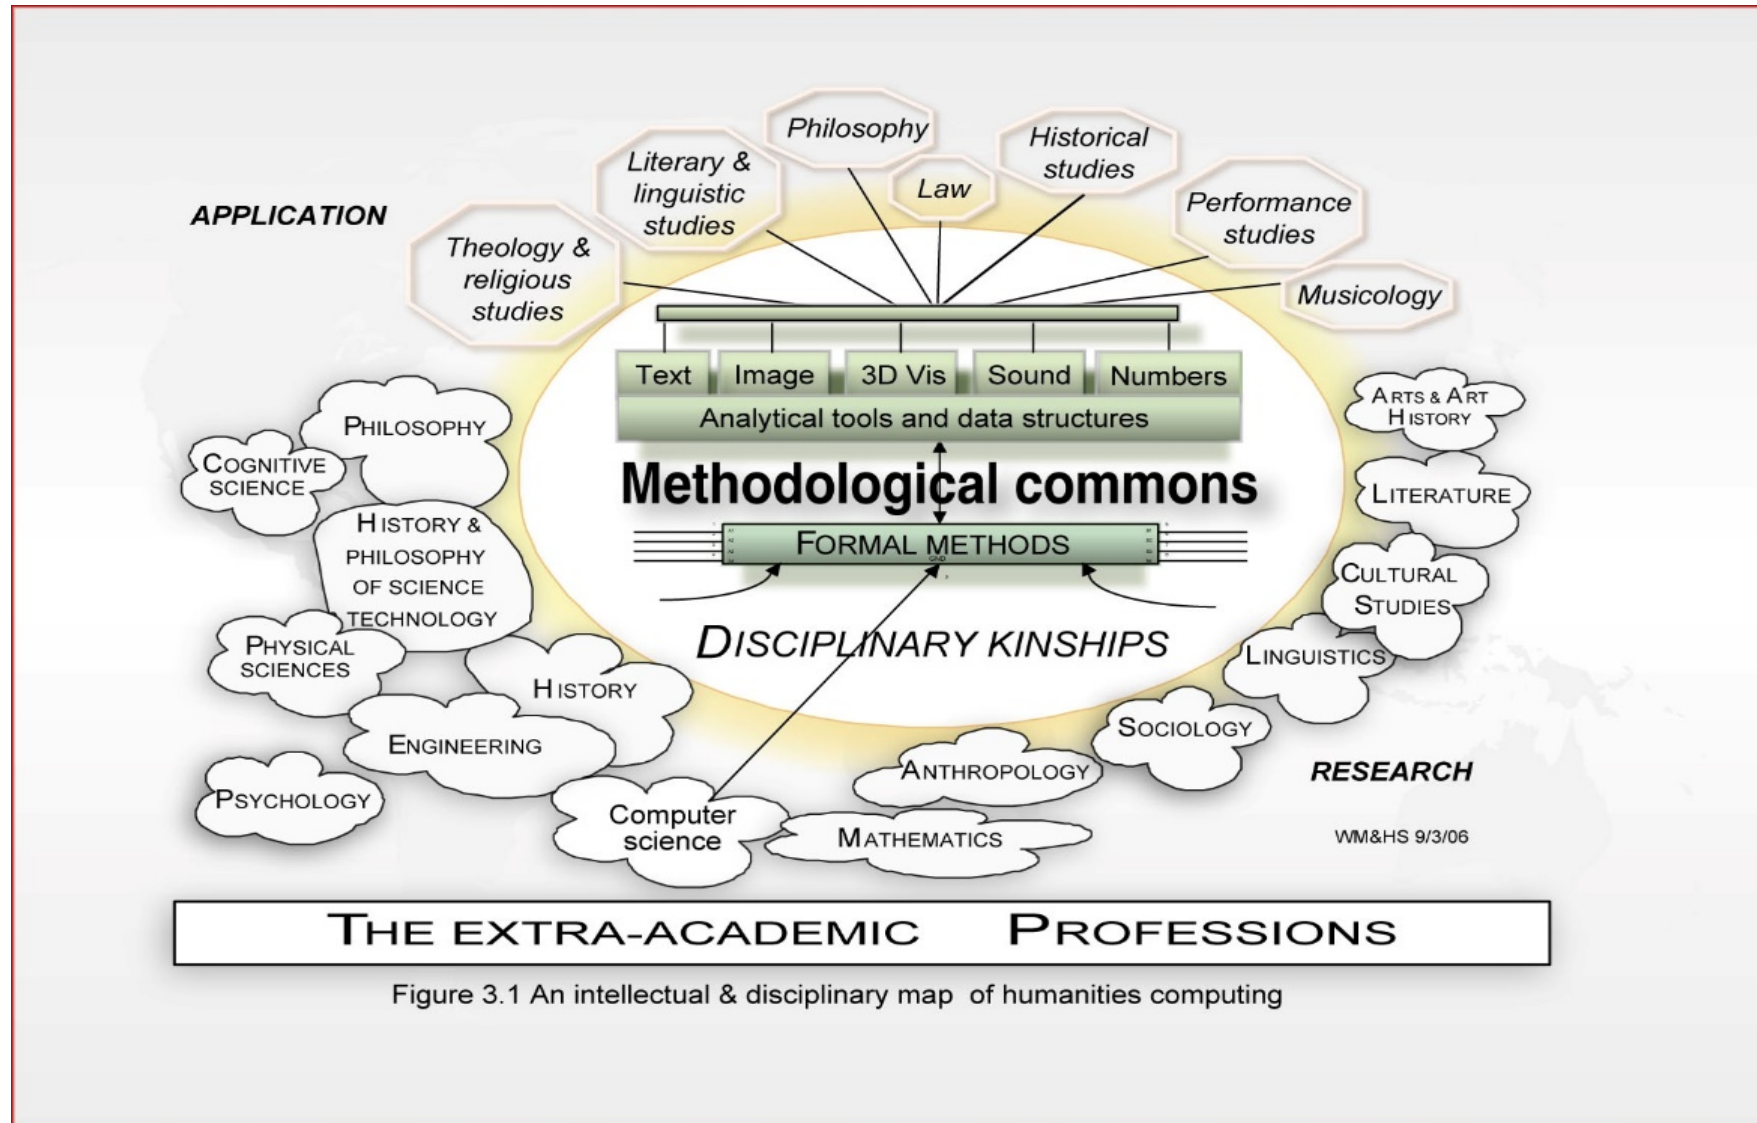 Philosophy
Historical
studies
Literary &
linguistic
studies
Law
Performance
studies
APPLICATION
Theology &
religious
studies
Musicology
Text
Image
3D Vis
Sound
Numbers
Analytical tools and data structures
Methodological commons
FORMAL METHODS
GND
DISCIPLINARY KINSHIPS
PHILOSOPHY
COGNITIVE
SCIENCE
HISTORY &
PHILOSOPHY
OF SCIENCE
TECHNOLOGY
PHYSICAL
SCIENCES
HISTORY
ENGINEERING
PSYCHOLOGY
Computer
science
ARTS & ART
HISTORY
LITERATURE
CULTURAL
STUDIES
LINGUISTICS
SOCIOLOGY
ANTHROPOLOGY
MATHEMATICS
RESEARCH
WM&HS 9/3/06
THE EXTRA-ACADEMIC PROFESSIONS
Figure 3.1 An intellectual & disciplinary map of humanities computing